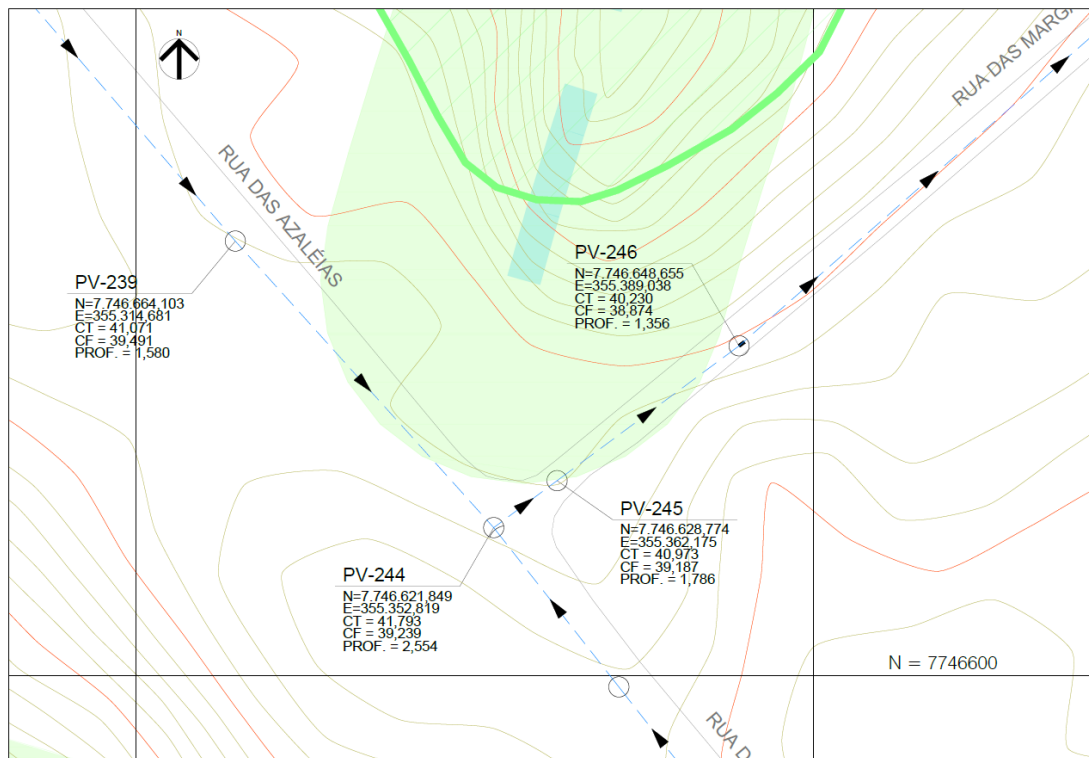 N
RUA DAS MARGA
RUA DAS AZALÉIAS
PV-239
N=7.746.664,103
E=355.314,681
CT = 41,071
CF = 39,491
PROF. = 1,580
PV-246
N=7.746.648,655
E=355.389,038
CT = 40,230
CF = 38,874
PROF. = 1,356
PV-245
N=7.746.628,774
E=355.362,175
CT = 40,973
CF = 39,187
PROF. = 1,786
PV-244
N=7.746.621,849
E=355.352,819
CT = 41,793
CF = 39,239
PROF. = 2,554
N = 7746600
RUA D